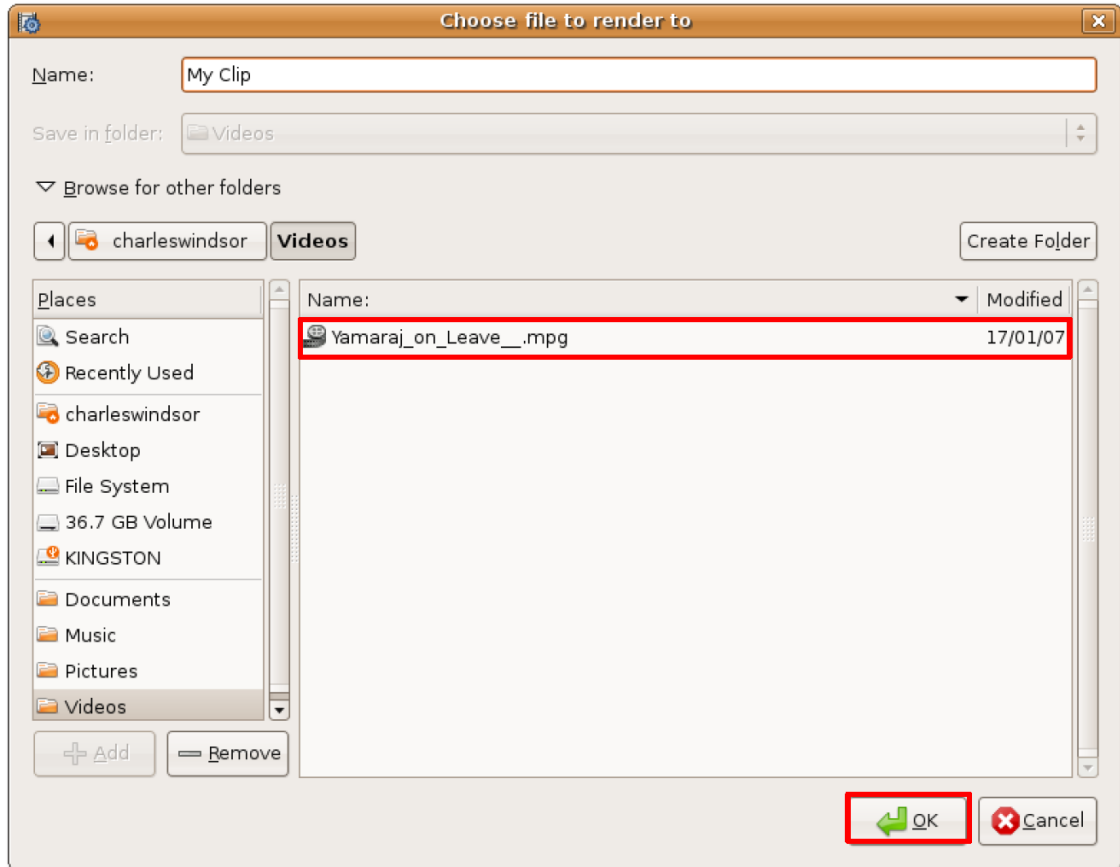 Choose file to render to
Name: My Clip
Save in folder: Videos
Browse for other folders
charleswindsor Videos Create Folder
Places
Search
Recently Used
charleswindsor
Desktop
File System
36.7 GB Volume
KINGSTON
Documents
Music
Pictures
Videos
Add Remove
Name: Modified
Yamaraj_on_Leave__.mpg 17/01/07
OK Cancel